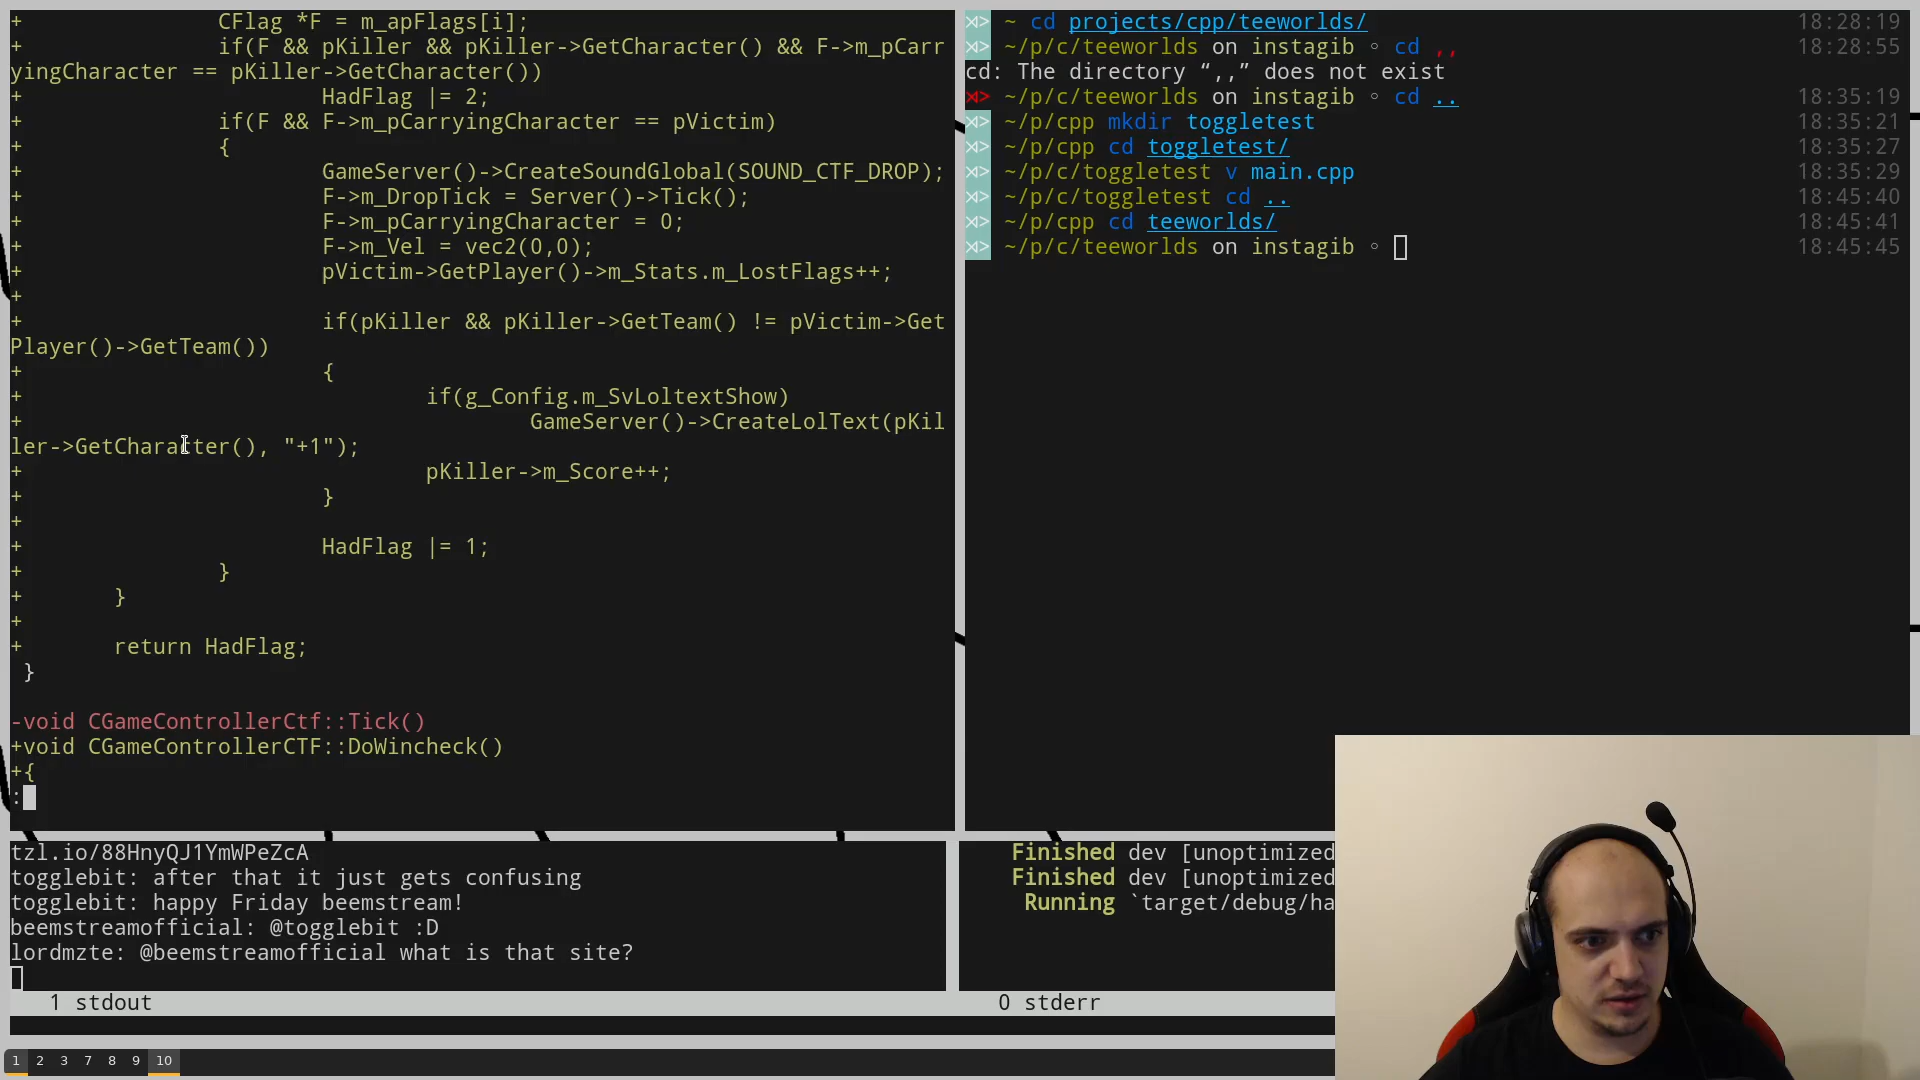 + CFlag *F = m_apFlags[i];
+ if(F && pKiller && pKiller->GetCharacter() && F->m_pCarr
yingCharacter == pKiller->GetCharacter())
+ HadFlag |= 2;
+ if(F && F->m_pCarryingCharacter == pVictim)
+ {
+ GameServer()->CreateSoundGlobal(SOUND_CTF_DROP);
+ F->m_DropTick = Server()->Tick();
+ F->m_pCarryingCharacter = 0;
+ F->m_Vel = vec2(0,0);
+ pVictim->GetPlayer()->m_Stats.m_LostFlags++;
+
+ if(pKiller && pKiller->GetTeam() != pVictim->Get
Player()->GetTeam())
+ {
+ if(g_Config.m_SvLoltextShow)
+ GameServer()->CreateLolText(pKil
ler->GetCharacter(), "+1");
+ pKiller->m_Score++;
+ }
+
+ HadFlag |= 1;
+ }
+ }
+
+ return HadFlag;
}
-void CGameControllerCtf::Tick()
+void CGameControllerCTF::DoWincheck()
+{
:
⋊> ~ cd projects/cpp/teeworlds/ 18:28:19
⋊> ~/p/c/teeworlds on instagib ◦ cd ,, 18:28:55
cd: The directory “,,” does not exist
⋊> ~/p/c/teeworlds on instagib ◦ cd .. 18:35:19
⋊> ~/p/cpp mkdir toggletest 18:35:21
⋊> ~/p/cpp cd toggletest/ 18:35:27
⋊> ~/p/c/toggletest v main.cpp 18:35:29
⋊> ~/p/c/toggletest cd .. 18:45:40
⋊> ~/p/cpp cd teeworlds/ 18:45:41
⋊> ~/p/c/teeworlds on instagib ◦ 18:45:45
tzl.io/88HnyQJ1YmWPeZcA
togglebit: after that it just gets confusing
togglebit: happy Friday beemstream!
beemstreamofficial: @togglebit :D
lordmzte: @beemstreamofficial what is that site?
1 stdout
Finished dev [unoptimized
Finished dev [unoptimized
Running `target/debug/ha
0 stderr
1 2 3 7 8 9 10